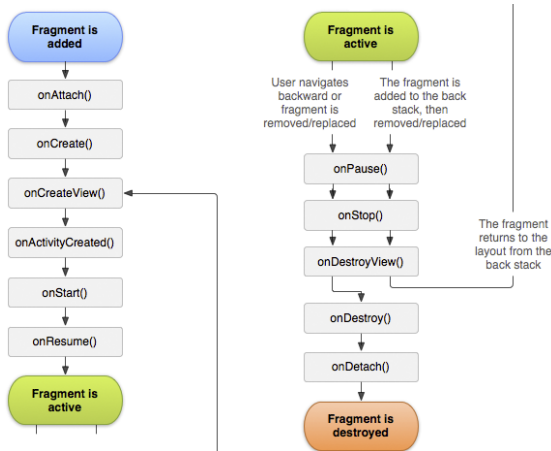 Fragment is
added
onAttach()
onCreate()
onCreateView()
onActivityCreated()
onStart()
onResume()
Fragment is
active
Fragment is
active
User navigates
backward or
fragment is
removed/replaced
The fragment is
added to the back
stack, then
removed/replaced
onPause()
onStop()
onDestroyView()
The fragment
returns to the
layout from the
back stack
onDestroy()
onDetach()
Fragment is
destroyed